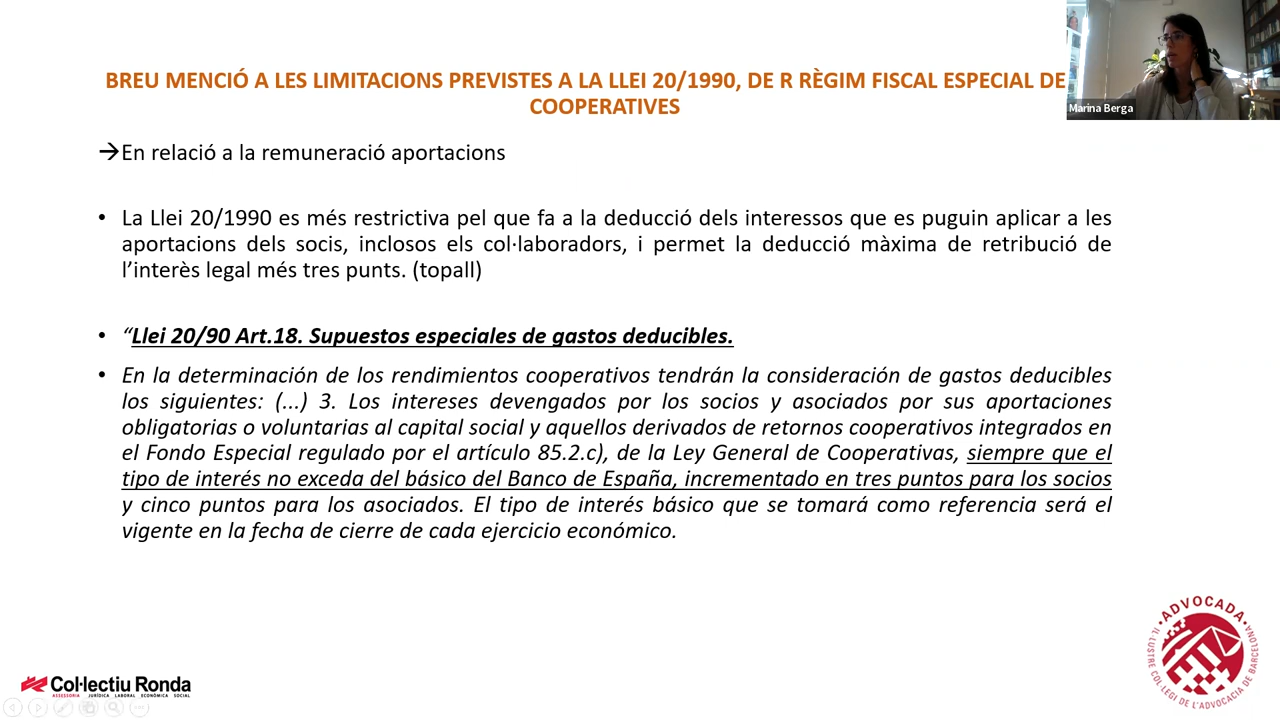 BREU MENCIÓ A LES LIMITACIONS PREVISTES A LA LLEI 20/1990, DE R RÈGIM FISCAL ESPECIAL DE
COOPERATIVES
Marina Berga
→En relació a la remuneració aportacions
• La Llei 20/1990 es més restrictiva pel que fa a la deducció dels interessos que es puguin aplicar a les
aportacions dels socis, inclosos els col·laboradors, i permet la deducció màxima de retribució de
l’interès legal més tres punts. (topall)
• “Llei 20/90 Art.18. Supuestos especiales de gastos deducibles.
• En la determinación de los rendimientos cooperativos tendrán la consideración de gastos deducibles
los siguientes: (...) 3. Los intereses devengados por los socios y asociados por sus aportaciones
obligatorias o voluntarias al capital social y aquellos derivados de retornos cooperativos integrados en
el Fondo Especial regulado por el artículo 85.2.c), de la Ley General de Cooperativas, siempre que el
tipo de interés no exceda del básico del Banco de España, incrementado en tres puntos para los socios
y cinco puntos para los asociados. El tipo de interés básico que se tomará como referencia será el
vigente en la fecha de cierre de cada ejercicio económico.
Col·lectiu Ronda
ASSESSORIA JURÍDICA LABORAL ECONÒMICA SOCIAL
•ADVOCADA•
IL·LUSTRE COL·LEGI DE L'ADVOCACIA DE BARCELONA